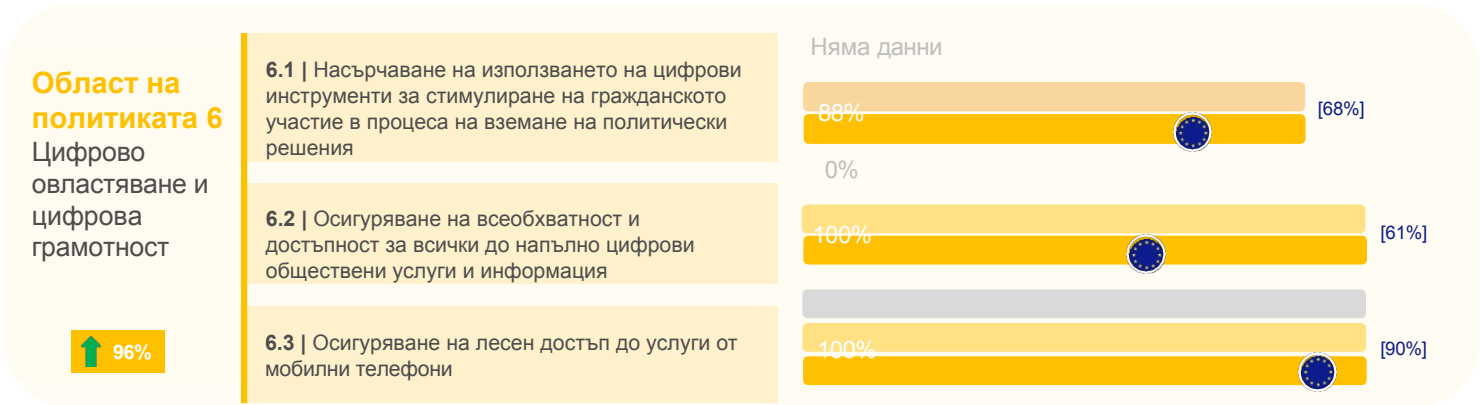 Област на
политиката 6
Цифрово
овластяване и
цифрова
грамотност
96%
6.1 | Насърчаване на използването на цифрови
инструменти за стимулиране на гражданското
участие в процеса на вземане на политически
решения
Няма данни
88%
[68%]
0%
6.2 | Осигуряване на всеобхватност и
достъпност за всички до напълно цифрови
обществени услуги и информация
100%
[61%]
6.3 | Осигуряване на лесен достъп до услуги от
мобилни телефони
100%
[90%]